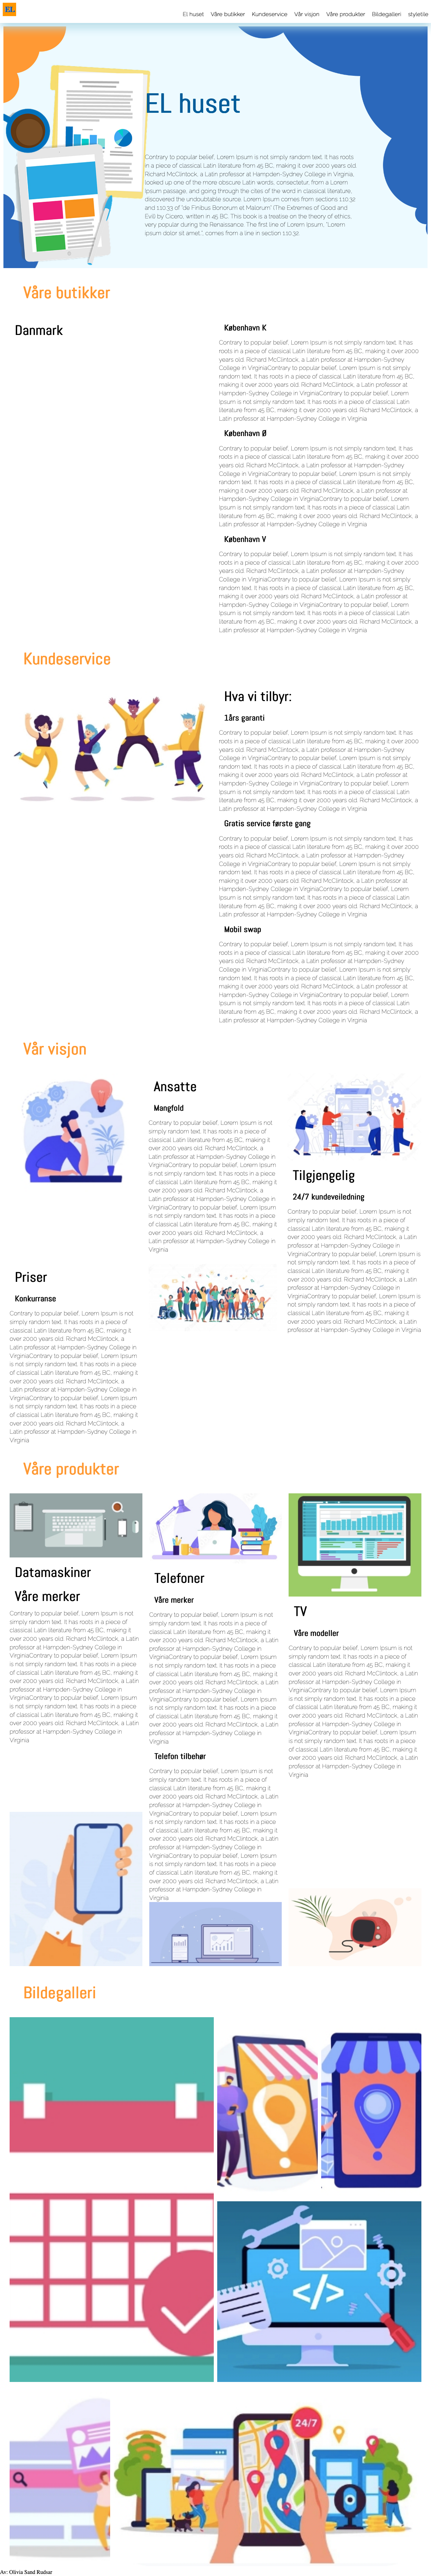 EL
El huset Våre butikker Kundeservice Vår visjon Våre produkter Bildegalleri styletile
EL huset
Contrary to popular belief, Lorem Ipsum is not simply random text. It has roots
in a piece of classical Latin literature from 45 BC, making it over 2000 years old.
Richard McClintock, a Latin professor at Hampden-Sydney College in Virginia,
looked up one of the more obscure Latin words, consectetur, from a Lorem
Ipsum passage, and going through the cites of the word in classical literature,
discovered the undoubtable source. Lorem Ipsum comes from sections 1.10.32
and 1.10.33 of "de Finibus Bonorum et Malorum" (The Extremes of Good and
Evil) by Cicero, written in 45 BC. This book is a treatise on the theory of ethics,
very popular during the Renaissance. The first line of Lorem Ipsum, "Lorem
ipsum dolor sit amet..", comes from a line in section 1.10.32.
Våre butikker
Danmark
København K
Contrary to popular belief, Lorem Ipsum is not simply random text. It has
roots in a piece of classical Latin literature from 45 BC, making it over 2000
years old. Richard McClintock, a Latin professor at Hampden-Sydney
College in VirginiaContrary to popular belief, Lorem Ipsum is not simply
random text. It has roots in a piece of classical Latin literature from 45 BC,
making it over 2000 years old. Richard McClintock, a Latin professor at
Hampden-Sydney College in VirginiaContrary to popular belief, Lorem
Ipsum is not simply random text. It has roots in a piece of classical Latin
literature from 45 BC, making it over 2000 years old. Richard McClintock, a
Latin professor at Hampden-Sydney College in Virginia
København Ø
Contrary to popular belief, Lorem Ipsum is not simply random text. It has
roots in a piece of classical Latin literature from 45 BC, making it over 2000
years old. Richard McClintock, a Latin professor at Hampden-Sydney
College in VirginiaContrary to popular belief, Lorem Ipsum is not simply
random text. It has roots in a piece of classical Latin literature from 45 BC,
making it over 2000 years old. Richard McClintock, a Latin professor at
Hampden-Sydney College in VirginiaContrary to popular belief, Lorem
Ipsum is not simply random text. It has roots in a piece of classical Latin
literature from 45 BC, making it over 2000 years old. Richard McClintock, a
Latin professor at Hampden-Sydney College in Virginia
København V
Contrary to popular belief, Lorem Ipsum is not simply random text. It has
roots in a piece of classical Latin literature from 45 BC, making it over 2000
years old. Richard McClintock, a Latin professor at Hampden-Sydney
College in VirginiaContrary to popular belief, Lorem Ipsum is not simply
random text. It has roots in a piece of classical Latin literature from 45 BC,
making it over 2000 years old. Richard McClintock, a Latin professor at
Hampden-Sydney College in VirginiaContrary to popular belief, Lorem
Ipsum is not simply random text. It has roots in a piece of classical Latin
literature from 45 BC, making it over 2000 years old. Richard McClintock, a
Latin professor at Hampden-Sydney College in Virginia
Kundeservice
Hva vi tilbyr:
1års garanti
Contrary to popular belief, Lorem Ipsum is not simply random text. It has
roots in a piece of classical Latin literature from 45 BC, making it over 2000
years old. Richard McClintock, a Latin professor at Hampden-Sydney
College in VirginiaContrary to popular belief, Lorem Ipsum is not simply
random text. It has roots in a piece of classical Latin literature from 45 BC,
making it over 2000 years old. Richard McClintock, a Latin professor at
Hampden-Sydney College in VirginiaContrary to popular belief, Lorem
Ipsum is not simply random text. It has roots in a piece of classical Latin
literature from 45 BC, making it over 2000 years old. Richard McClintock, a
Latin professor at Hampden-Sydney College in Virginia
Gratis service første gang
Contrary to popular belief, Lorem Ipsum is not simply random text. It has
roots in a piece of classical Latin literature from 45 BC, making it over 2000
years old. Richard McClintock, a Latin professor at Hampden-Sydney
College in VirginiaContrary to popular belief, Lorem Ipsum is not simply
random text. It has roots in a piece of classical Latin literature from 45 BC,
making it over 2000 years old. Richard McClintock, a Latin professor at
Hampden-Sydney College in VirginiaContrary to popular belief, Lorem
Ipsum is not simply random text. It has roots in a piece of classical Latin
literature from 45 BC, making it over 2000 years old. Richard McClintock, a
Latin professor at Hampden-Sydney College in Virginia
Mobil swap
Contrary to popular belief, Lorem Ipsum is not simply random text. It has
roots in a piece of classical Latin literature from 45 BC, making it over 2000
years old. Richard McClintock, a Latin professor at Hampden-Sydney
College in VirginiaContrary to popular belief, Lorem Ipsum is not simply
random text. It has roots in a piece of classical Latin literature from 45 BC,
making it over 2000 years old. Richard McClintock, a Latin professor at
Hampden-Sydney College in VirginiaContrary to popular belief, Lorem
Ipsum is not simply random text. It has roots in a piece of classical Latin
literature from 45 BC, making it over 2000 years old. Richard McClintock, a
Latin professor at Hampden-Sydney College in Virginia
Vår visjon
Ansatte
Mangfold
Contrary to popular belief, Lorem Ipsum is not
simply random text. It has roots in a piece of
classical Latin literature from 45 BC, making it
over 2000 years old. Richard McClintock, a
Latin professor at Hampden-Sydney College in
VirginiaContrary to popular belief, Lorem Ipsum
is not simply random text. It has roots in a piece
of classical Latin literature from 45 BC, making it
over 2000 years old. Richard McClintock, a
Latin professor at Hampden-Sydney College in
VirginiaContrary to popular belief, Lorem Ipsum
is not simply random text. It has roots in a piece
of classical Latin literature from 45 BC, making it
over 2000 years old. Richard McClintock, a
Latin professor at Hampden-Sydney College in
Virginia
Tilgjengelig
24/7 kundeveiledning
Contrary to popular belief, Lorem Ipsum is not
simply random text. It has roots in a piece of
classical Latin literature from 45 BC, making it
over 2000 years old. Richard McClintock, a Latin
professor at Hampden-Sydney College in
VirginiaContrary to popular belief, Lorem Ipsum is
not simply random text. It has roots in a piece of
classical Latin literature from 45 BC, making it
over 2000 years old. Richard McClintock, a Latin
professor at Hampden-Sydney College in
VirginiaContrary to popular belief, Lorem Ipsum is
not simply random text. It has roots in a piece of
classical Latin literature from 45 BC, making it
over 2000 years old. Richard McClintock, a Latin
professor at Hampden-Sydney College in Virginia
Priser
Konkurranse
Contrary to popular belief, Lorem Ipsum is not
simply random text. It has roots in a piece of
classical Latin literature from 45 BC, making it
over 2000 years old. Richard McClintock, a
Latin professor at Hampden-Sydney College in
VirginiaContrary to popular belief, Lorem Ipsum
is not simply random text. It has roots in a piece
of classical Latin literature from 45 BC, making it
over 2000 years old. Richard McClintock, a
Latin professor at Hampden-Sydney College in
VirginiaContrary to popular belief, Lorem Ipsum
is not simply random text. It has roots in a piece
of classical Latin literature from 45 BC, making it
over 2000 years old. Richard McClintock, a
Latin professor at Hampden-Sydney College in
Virginia
Våre produkter
Datamaskiner
Våre merker
Contrary to popular belief, Lorem Ipsum is not
simply random text. It has roots in a piece of
classical Latin literature from 45 BC, making it
over 2000 years old. Richard McClintock, a Latin
professor at Hampden-Sydney College in
VirginiaContrary to popular belief, Lorem Ipsum is
not simply random text. It has roots in a piece
of classical Latin literature from 45 BC, making it
over 2000 years old. Richard McClintock, a Latin
professor at Hampden-Sydney College in
VirginiaContrary to popular belief, Lorem Ipsum is
not simply random text. It has roots in a piece of
classical Latin literature from 45 BC, making it
over 2000 years old. Richard McClintock, a Latin
professor at Hampden-Sydney College in
Virginia
Telefoner
Våre merker
Contrary to popular belief, Lorem Ipsum is not
simply random text. It has roots in a piece of
classical Latin literature from 45 BC, making it
over 2000 years old. Richard McClintock, a Latin
professor at Hampden-Sydney College in
VirginiaContrary to popular belief, Lorem Ipsum is
not simply random text. It has roots in a piece
of classical Latin literature from 45 BC, making it
over 2000 years old. Richard McClintock, a Latin
professor at Hampden-Sydney College in
VirginiaContrary to popular belief, Lorem Ipsum
is not simply random text. It has roots in a piece
of classical Latin literature from 45 BC, making it
over 2000 years old. Richard McClintock, a Latin
professor at Hampden-Sydney College in
Virginia
Telefon tilbehør
Contrary to popular belief, Lorem Ipsum is not
simply random text. It has roots in a piece of
classical Latin literature from 45 BC, making it
over 2000 years old. Richard McClintock, a Latin
professor at Hampden-Sydney College in
VirginiaContrary to popular belief, Lorem Ipsum
is not simply random text. It has roots in a piece
of classical Latin literature from 45 BC, making it
over 2000 years old. Richard McClintock, a Latin
professor at Hampden-Sydney College in
VirginiaContrary to popular belief, Lorem Ipsum
is not simply random text. It has roots in a piece
of classical Latin literature from 45 BC, making it
over 2000 years old. Richard McClintock, a Latin
professor at Hampden-Sydney College in
Virginia
TV
Våre modeller
Contrary to popular belief, Lorem Ipsum is not
simply random text. It has roots in a piece of
classical Latin literature from 45 BC, making it
over 2000 years old. Richard McClintock, a Latin
professor at Hampden-Sydney College in
VirginiaContrary to popular belief, Lorem Ipsum is
not simply random text. It has roots in a piece
of classical Latin literature from 45 BC, making it
over 2000 years old. Richard McClintock, a Latin
professor at Hampden-Sydney College in
VirginiaContrary to popular belief, Lorem Ipsum is
not simply random text. It has roots in a piece
of classical Latin literature from 45 BC, making it
over 2000 years old. Richard McClintock, a Latin
professor at Hampden-Sydney College in
Virginia
Bildegalleri
</>
24/7
Av: Olivia Sand Rudsar